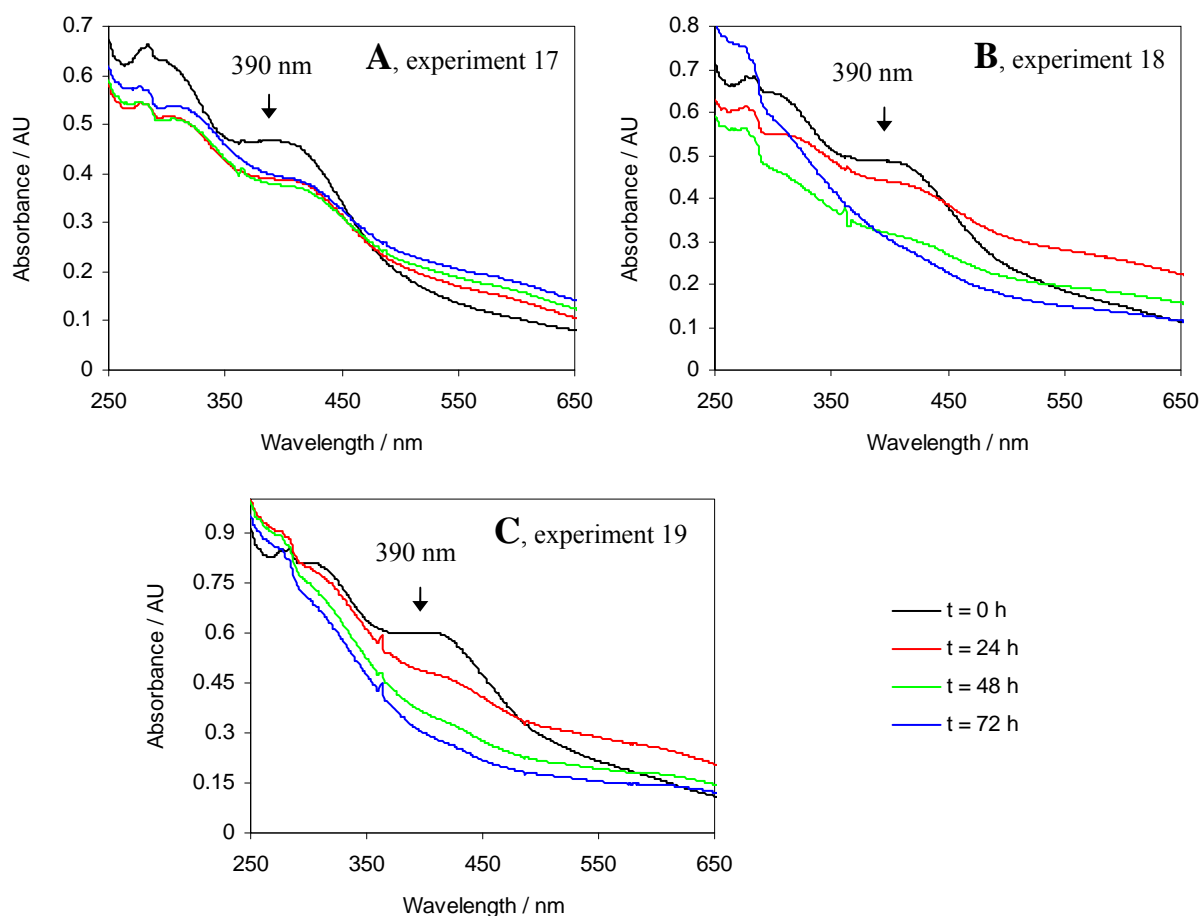 A, experiment 17
390 nm
Absorbance / AU
0.7
0.6
0.5
0.4
0.3
0.2
0.1
0
250 350 450 550 650
Wavelength / nm
B, experiment 18
390 nm
Absorbance / AU
0.8
0.7
0.6
0.5
0.4
0.3
0.2
0.1
0
250 350 450 550 650
Wavelength / nm
C, experiment 19
390 nm
Absorbance / AU
0.9
0.75
0.6
0.45
0.3
0.15
0
250 350 450 550 650
Wavelength / nm
t = 0 h
t = 24 h
t = 48 h
t = 72 h